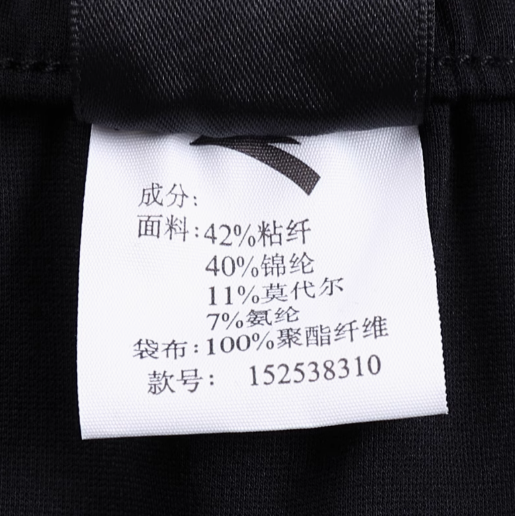 成分:
面料:42%粘纤
40%锦纶
11%莫代尔
7%氨纶
袋布:100%聚酯纤维
款号: 152538310